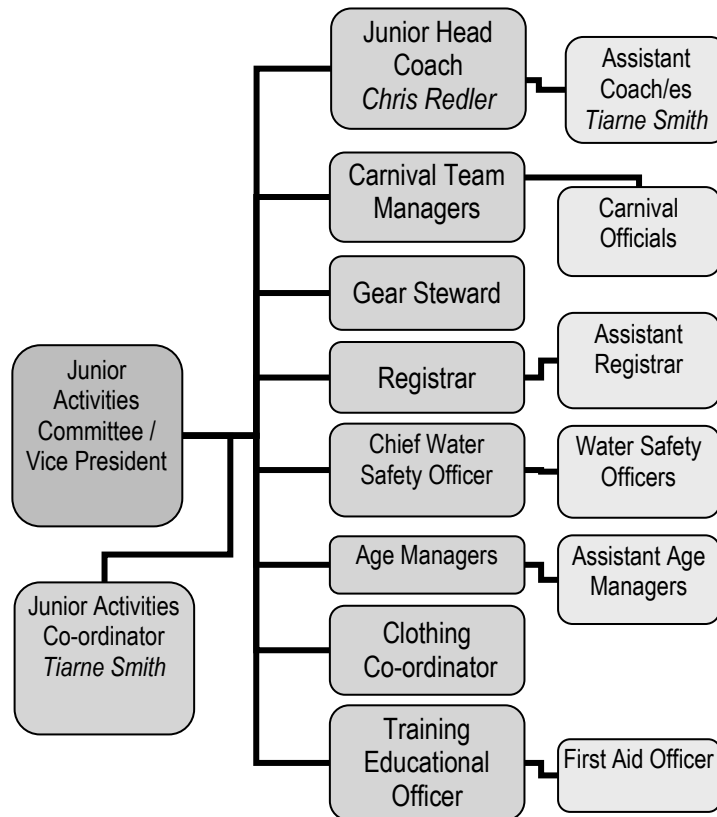 Junior Head
Coach
Chris Redler
Assistant
Coach/es
Tiarne Smith
Carnival Team
Managers
Carnival
Officials
Gear Steward
Registrar
Assistant
Registrar
Junior
Activities
Committee /
Vice President
Chief Water
Safety Officer
Water Safety
Officers
Age Managers
Assistant Age
Managers
Junior Activities
Co-ordinator
Tiarne Smith
Clothing
Co-ordinator
Training
Educational
Officer
First Aid Officer